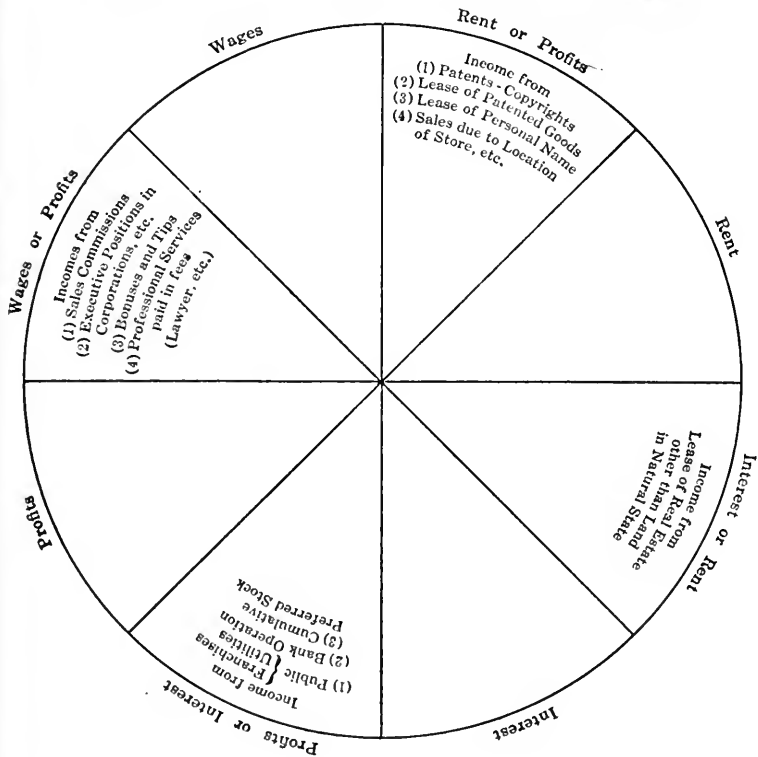 Rent or Profits
Income from
(1) Patents - Copyrights
(2) Lease of Patented Goods
(3) Lease of Personal Name
(4) Sales due to Location
of Store, etc.
Rent
Interest or Rent
Income from
Lease of Real Estate
other than Land
in Natural State
Interest
Profits or Interest
Income from
(1) Public { Franchises
Utilities
(2) Bank Operation
(3) Cumulative
Preferred Stock
Profits
Wages or Profits
Incomes from
(1) Sales Commissions
(2) Executive Positions in
Corporations, etc.
(3) Bonuses and Tips
(4) Professional Services
paid in fees
(Lawyer, etc.)
Wages